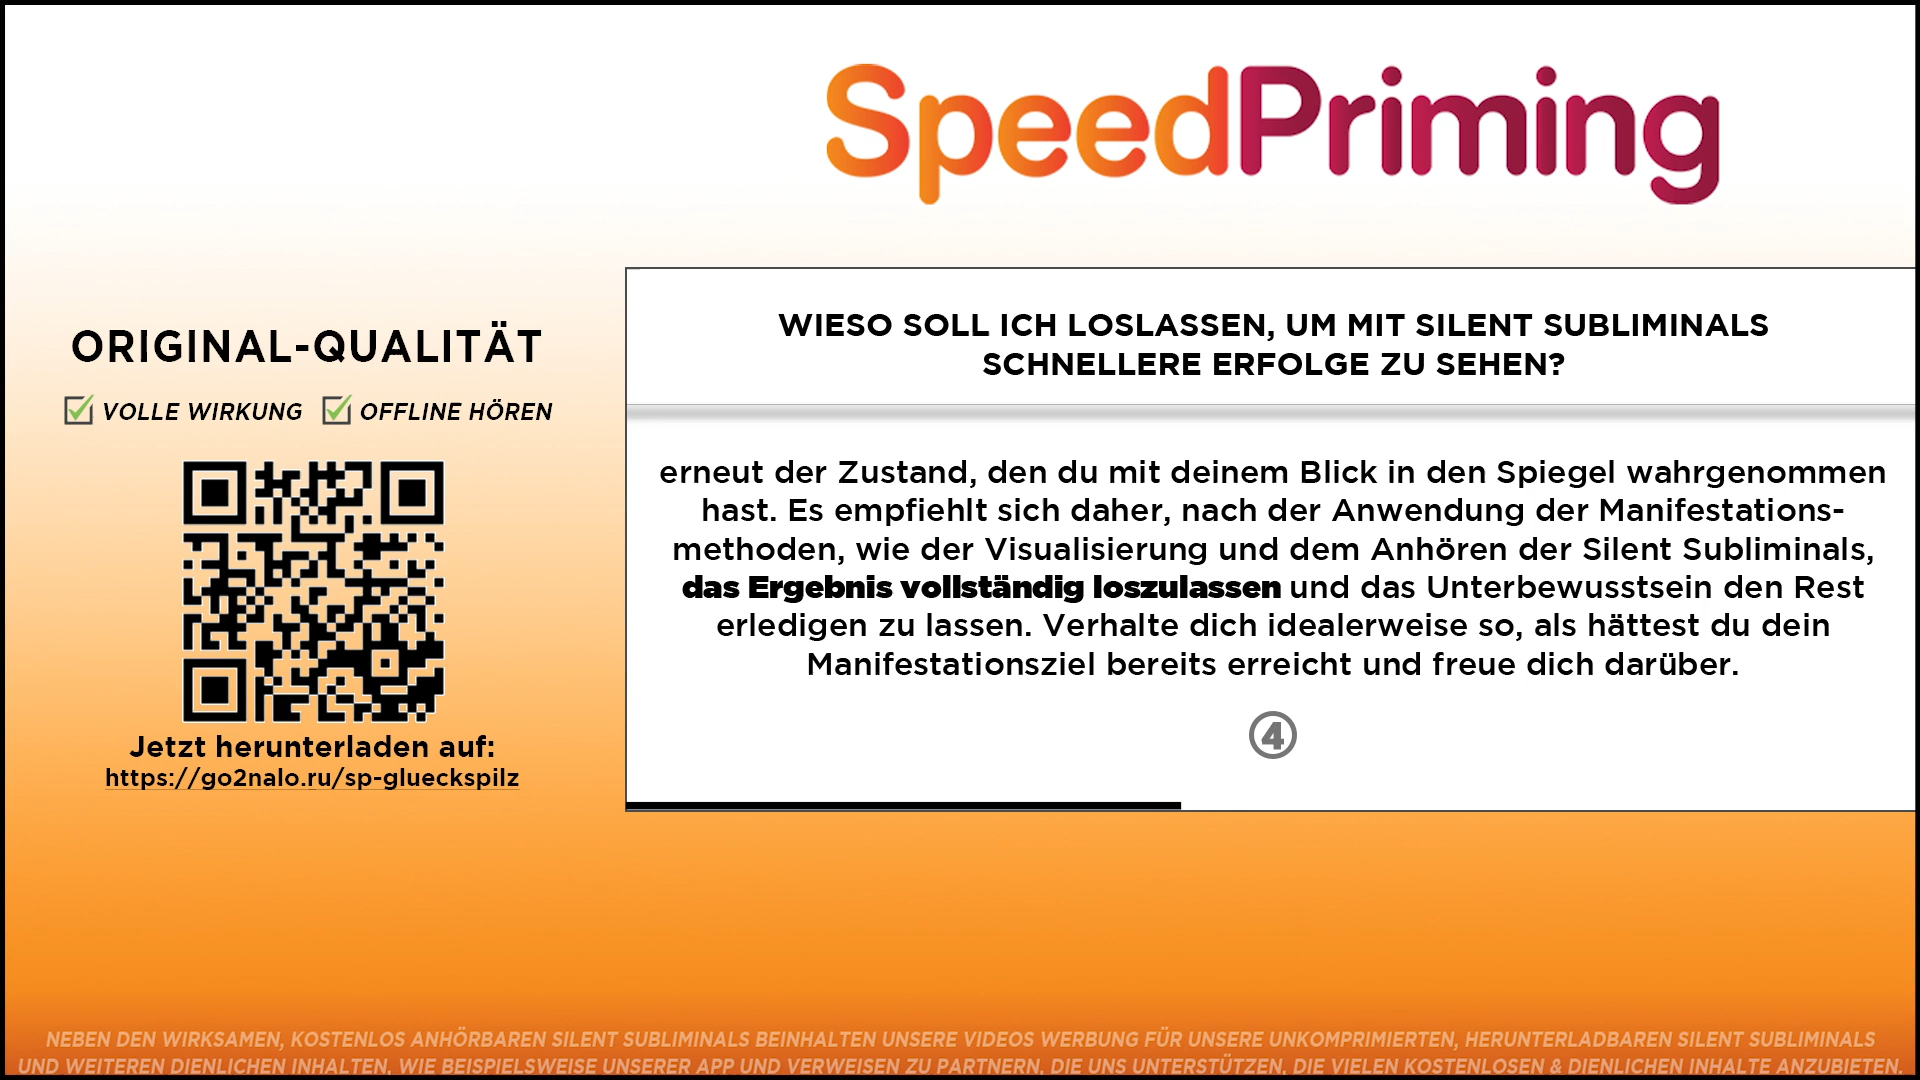 SpeedPriming
ORIGINAL-QUALITÄT
VOLLE WIRKUNG OFFLINE HÖREN
Jetzt herunterladen auf:
https://go2nalo.ru/sp-glueckspilz
WIESO SOLL ICH LOSLASSEN, UM MIT SILENT SUBLIMINALS
SCHNELLERE ERFOLGE ZU SEHEN?
erneut der Zustand, den du mit deinem Blick in den Spiegel wahrgenommen
hast. Es empfiehlt sich daher, nach der Anwendung der Manifestations-
methoden, wie der Visualisierung und dem Anhören der Silent Subliminals,
das Ergebnis vollständig loszulassen und das Unterbewusstsein den Rest
erledigen zu lassen. Verhalte dich idealerweise so, als hättest du dein
Manifestationsziel bereits erreicht und freue dich darüber.
4
NEBEN DEN WIRKSAMEN, KOSTENLOS ANHÖRBAREN SILENT SUBLIMINALS BEINHALTEN UNSERE VIDEOS WERBUNG FÜR UNSERE UNKOMPRIMIERTEN, HERUNTERLADBAREN SILENT SUBLIMINALS
UND WEITEREN DIENLICHEN INHALTEN, WIE BEISPIELSWEISE UNSERER APP UND VERWEISEN ZU PARTNERN, DIE UNS UNTERSTÜTZEN, DIE VIELEN KOSTENLOSEN & DIENLICHEN INHALTE ANZUBIETEN.